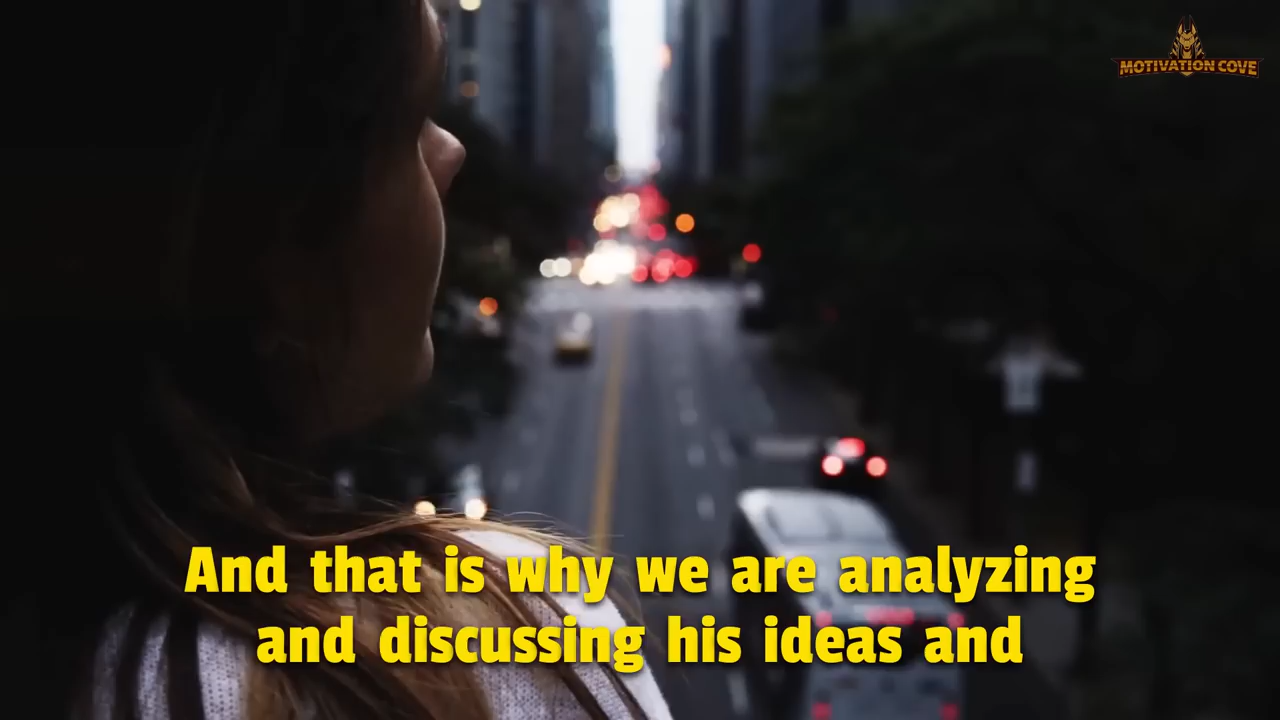 MOTIVATION COVE
And that is why we are analyzing
and discussing his ideas and